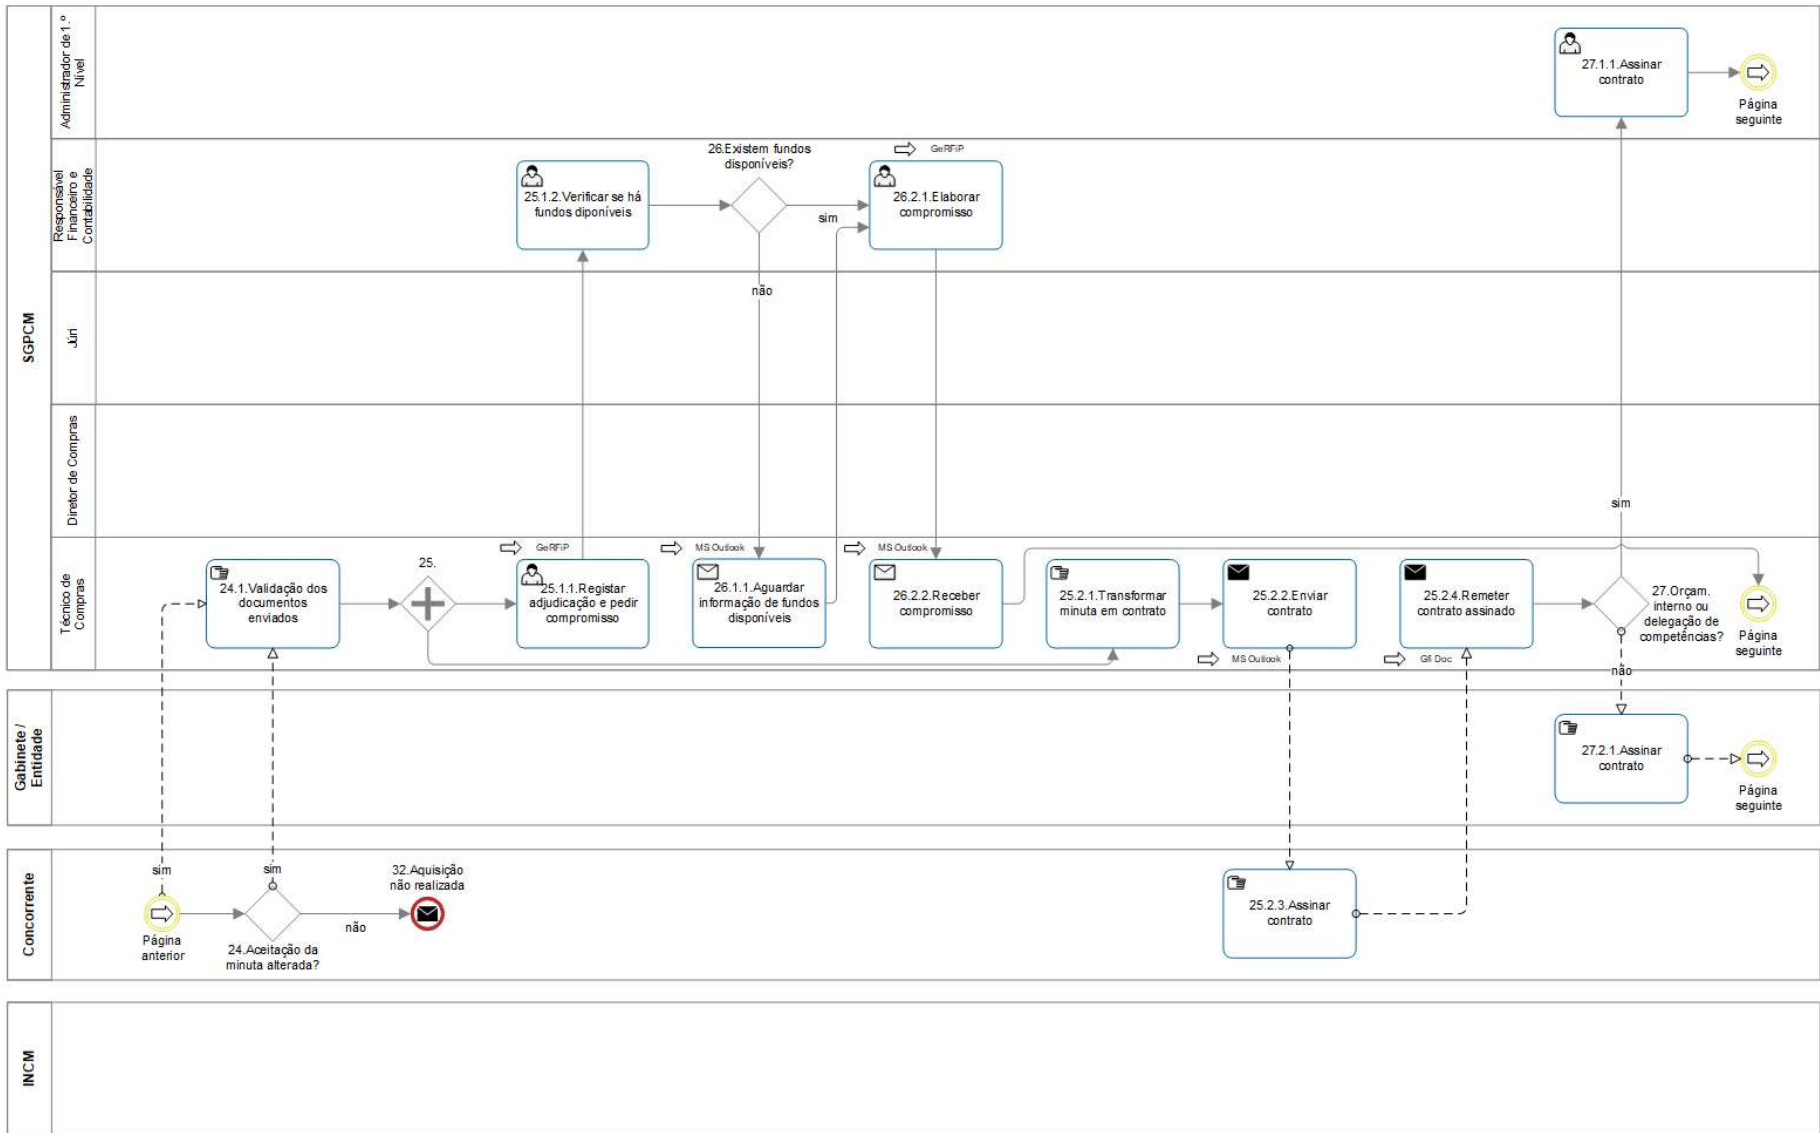 SGPCM
Administrador de 1.º
Nível
27.1.1.Assinar
contrato
Página
seguinte
Responsável
Financeiro e
Contabilidade
25.1.2.Verificar se há
fundos diponíveis
26.Existem fundos
disponíveis?
sim
não
GeRFiP
26.2.1.Elaborar
compromisso
Júri
Diretor de Compras
sim
Técnico de
Compras
24.1.Validação dos
documentos
enviados
25.
GeRFiP
25.1.1.Registar
adjudicação e pedir
compromisso
MS Outlook
26.1.1.Aguardar
informação de fundos
disponíveis
MS Outlook
26.2.2.Receber
compromisso
25.2.1.Transformar
minuta em contrato
25.2.2.Enviar
contrato
MS Outlook
25.2.4.Remeter
contrato assinado
Gfi Doc
27.Orçam.
interno ou
delegação de
competências?
Página
seguinte
não
Gabinete /
Entidade
27.2.1.Assinar
contrato
Página
seguinte
Concorrente
sim
Página
anterior
sim
24.Aceitação da
minuta alterada?
não
32.Aquisição
não realizada
25.2.3.Assinar
contrato
INCM